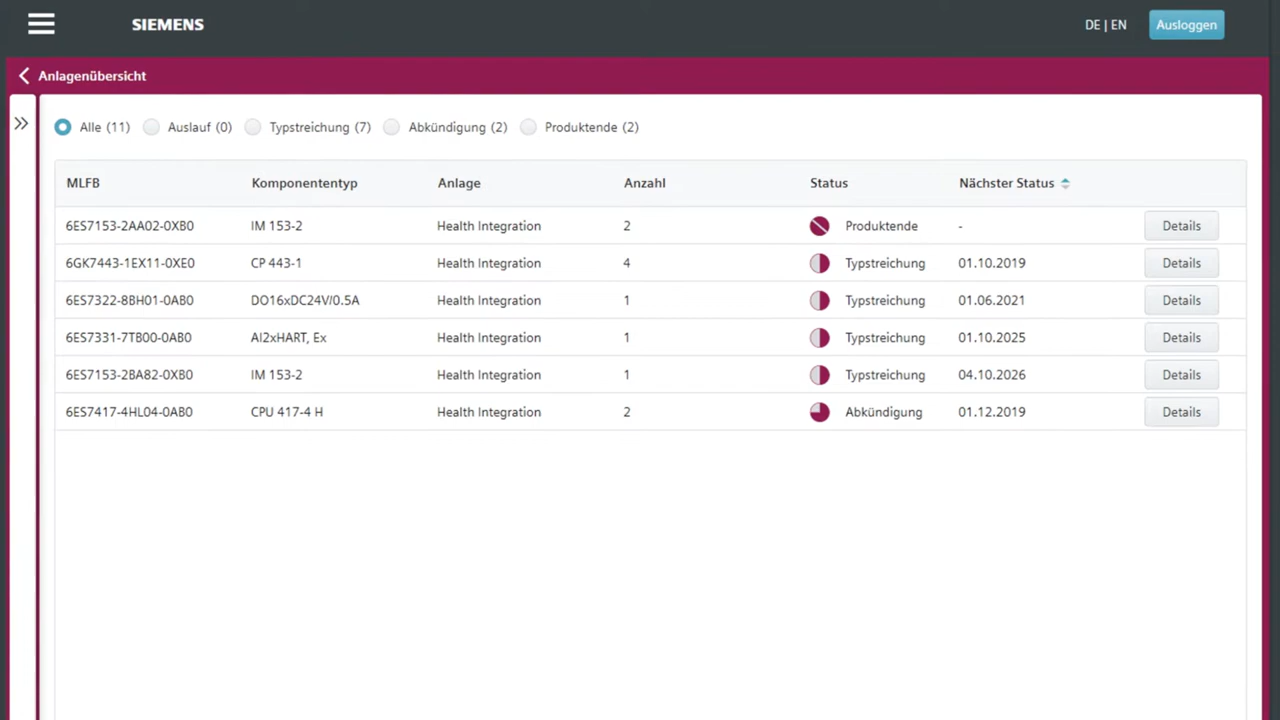 SIEMENS DE | EN Ausloggen
Anlagenübersicht
Alle (11) Auslauf (0) Typstreichung (7) Abkündigung (2) Produktende (2)
MLFB Komponententyp Anlage Anzahl Status Nächster Status
6ES7153-2AA02-0XB0 IM 153-2 Health Integration 2 Produktende - Details
6GK7443-1EX11-0XE0 CP 443-1 Health Integration 4 Typstreichung 01.10.2019 Details
6ES7322-8BH01-0AB0 DO16xDC24V/0.5A Health Integration 1 Typstreichung 01.06.2021 Details
6ES7331-7TB00-0AB0 AI2xHART, Ex Health Integration 1 Typstreichung 01.10.2025 Details
6ES7153-2BA82-0XB0 IM 153-2 Health Integration 1 Typstreichung 04.10.2026 Details
6ES7417-4HL04-0AB0 CPU 417-4 H Health Integration 2 Abkündigung 01.12.2019 Details